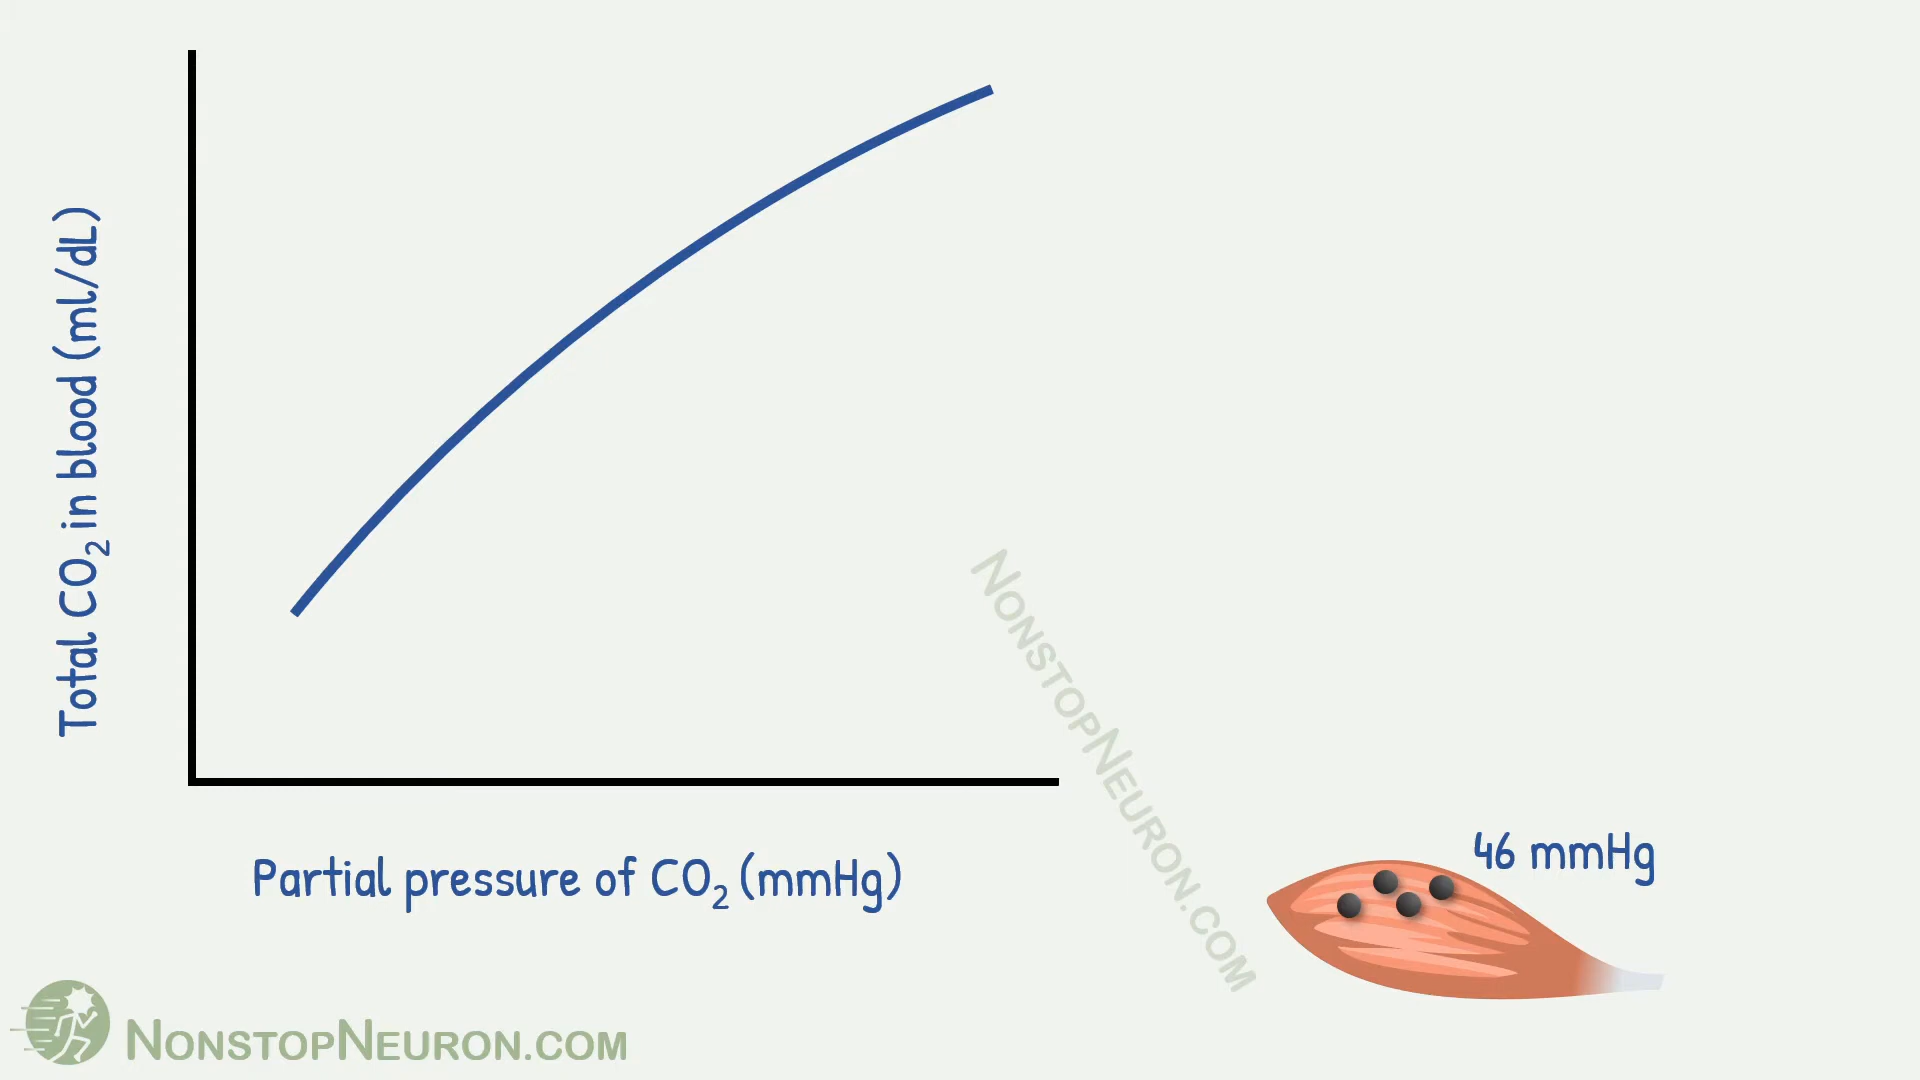 Total CO₂ in blood (ml/dL)
Partial pressure of CO₂ (mmHg)
46 mmHg
NONSTOPNEURON.COM
NONSTOPNEURON.COM